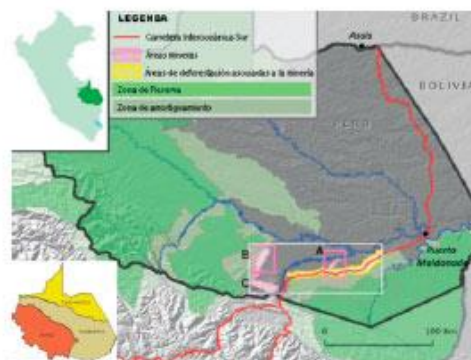 LEGENDA
Carretera Interoceánica Sur
Áreas mineras
Áreas de deforestación asociadas a la minería
Zona de Reserva
Zona de amortiguamiento
BRAZIL
Assis
BOLIVIA
PERU
A
B
C
Puerto
Maldonado
0
100 km